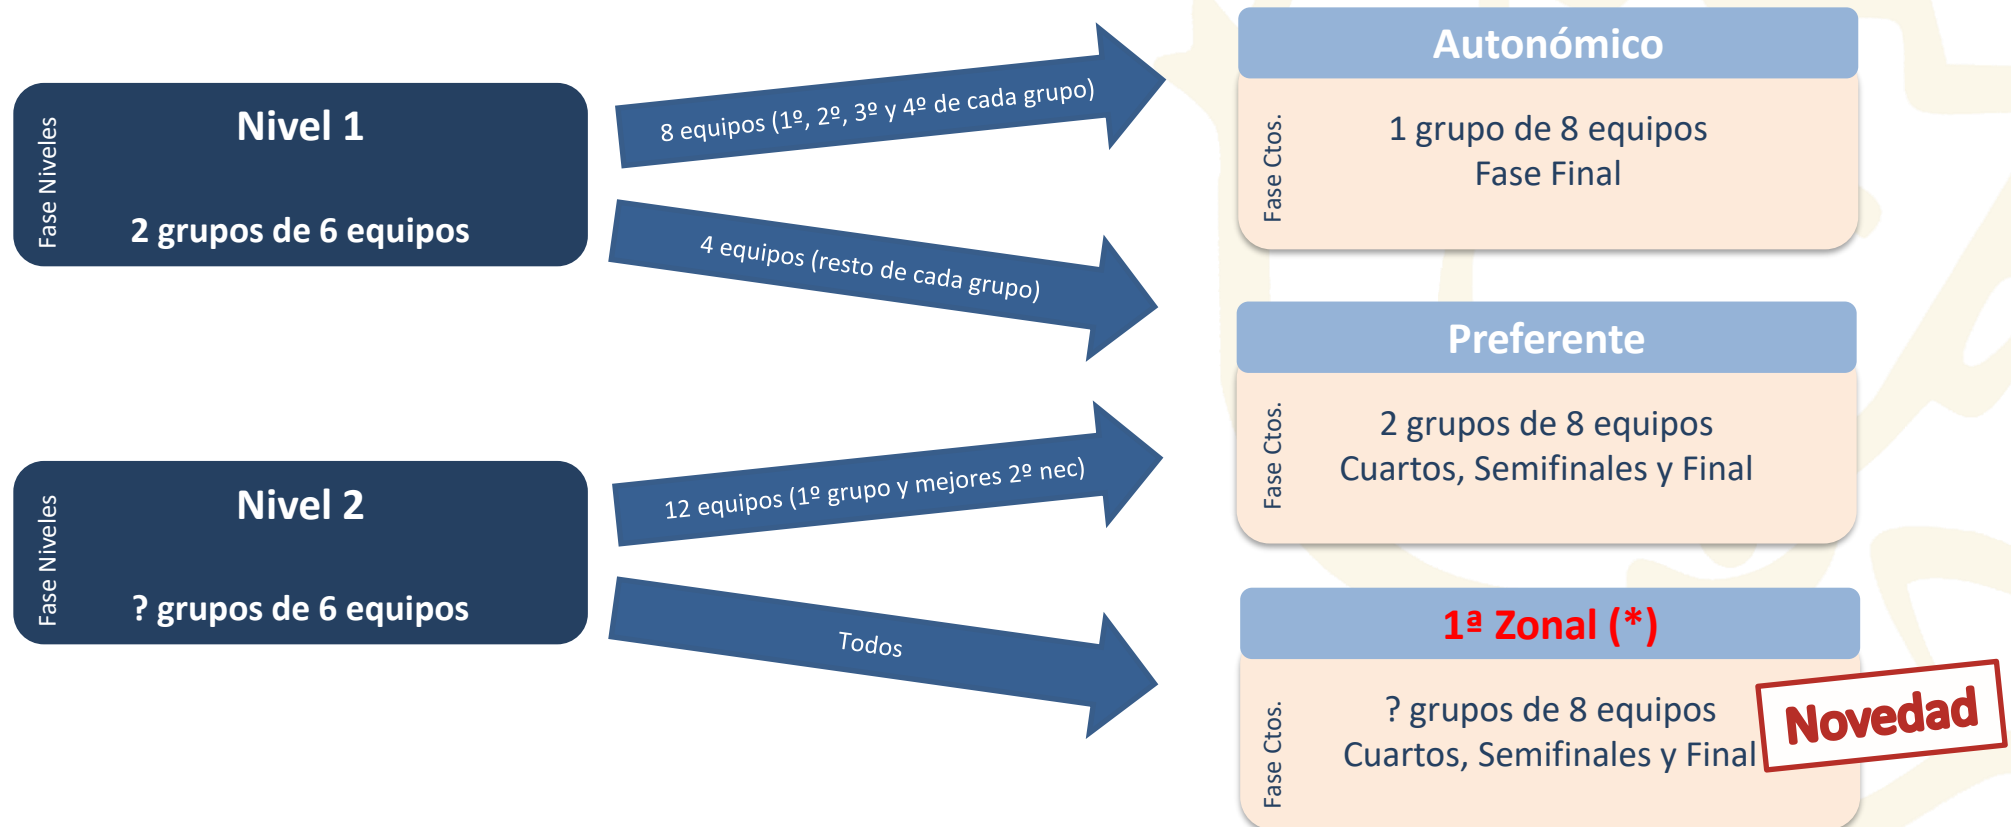 Fase Niveles
Nivel 1
2 grupos de 6 equipos
8 equipos (1º, 2º, 3º y 4º de cada grupo)
4 equipos (resto de cada grupo)
Autonómico
Fase Ctos.
1 grupo de 8 equipos
Fase Final
Preferente
Fase Ctos.
2 grupos de 8 equipos
Cuartos, Semifinales y Final
Fase Niveles
Nivel 2
? grupos de 6 equipos
12 equipos (1º grupo y mejores 2º nec)
Todos
1ª Zonal (*)
Fase Ctos.
? grupos de 8 equipos
Cuartos, Semifinales y Final
Novedad